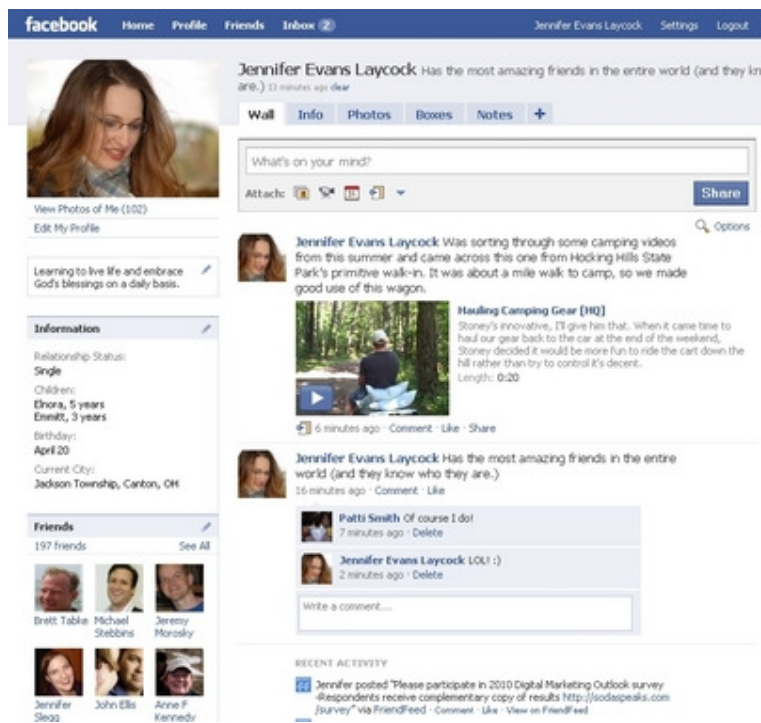 facebook Home Profile Friends Inbox 2 Jennifer Evans Laycock Settings Logout
Jennifer Evans Laycock Has the most amazing friends in the entire world (and they kn
are.) 13 minutes ago clear
Wall Info Photos Boxes Notes +
What's on your mind?
Attach: 31 Share
View Photos of Me (102)
Edit My Profile
Options
Learning to live life and embrace
God's blessings on a daily basis.
Information
Relationship Status:
Single
Children:
Elnora, 5 years
Emmitt, 3 years
Birthday:
April 20
Current City:
Jackson Township, Canton, OH
Friends
197 friends See All
Brett Tabke Michael Jeremy
Stebbins Morosky
Jennifer John Ellis Anne F
Slegg Kennedy
Jennifer Evans Laycock Was sorting through some camping videos
from this summer and came across this one from Hocking Hills State
Park's primitive walk-in. It was about a mile walk to camp, so we made
good use of this wagon.
Hauling Camping Gear [HQ]
Stoney's innovative, I'll give him that. When it came time to
haul our gear back to the car at the end of the weekend,
Stoney decided it would be more fun to ride the cart down the
hill rather than try to control it's decent.
Length: 0:20
6 minutes ago · Comment · Like · Share
Jennifer Evans Laycock Has the most amazing friends in the entire
world (and they know who they are.)
16 minutes ago · Comment · Like
Patti Smith Of course I do!
7 minutes ago · Delete
Jennifer Evans Laycock LOL! :)
2 minutes ago · Delete
Write a comment...
RECENT ACTIVITY
Jennifer posted "Please participate in 2010 Digital Marketing Outlook survey
-Respondents receive complementary copy of results http://sodaspeaks.com
/survey" via FriendFeed · Comment · Like · View on FriendFeed